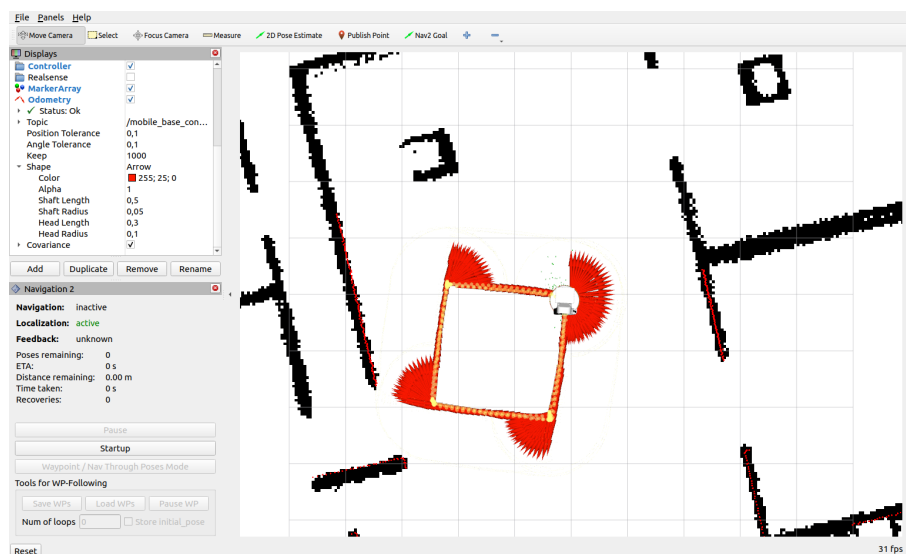 File Panels Help
Move Camera Select Focus Camera Measure 2D Pose Estimate Publish Point Nav2 Goal
Displays
Controller
Realsense
MarkerArray
Odometry
Status: Ok
Topic /mobile_base_con...
Position Tolerance 0,1
Angle Tolerance 0,1
Keep 1000
Shape Arrow
Color 255; 25; 0
Alpha 1
Shaft Length 0,5
Shaft Radius 0,05
Head Length 0,3
Head Radius 0,1
Covariance
Add Duplicate Remove Rename
Navigation 2
Navigation: inactive
Localization: active
Feedback: unknown
Poses remaining: 0
ETA: 0 s
Distance remaining: 0.00 m
Time taken: 0 s
Recoveries: 0
Pause
Startup
Waypoint / Nav Through Poses Mode
Tools for WP-Following
Save WPs Load WPs Pause WP
Num of loops 0 Store initial_pose
Reset 31 fps